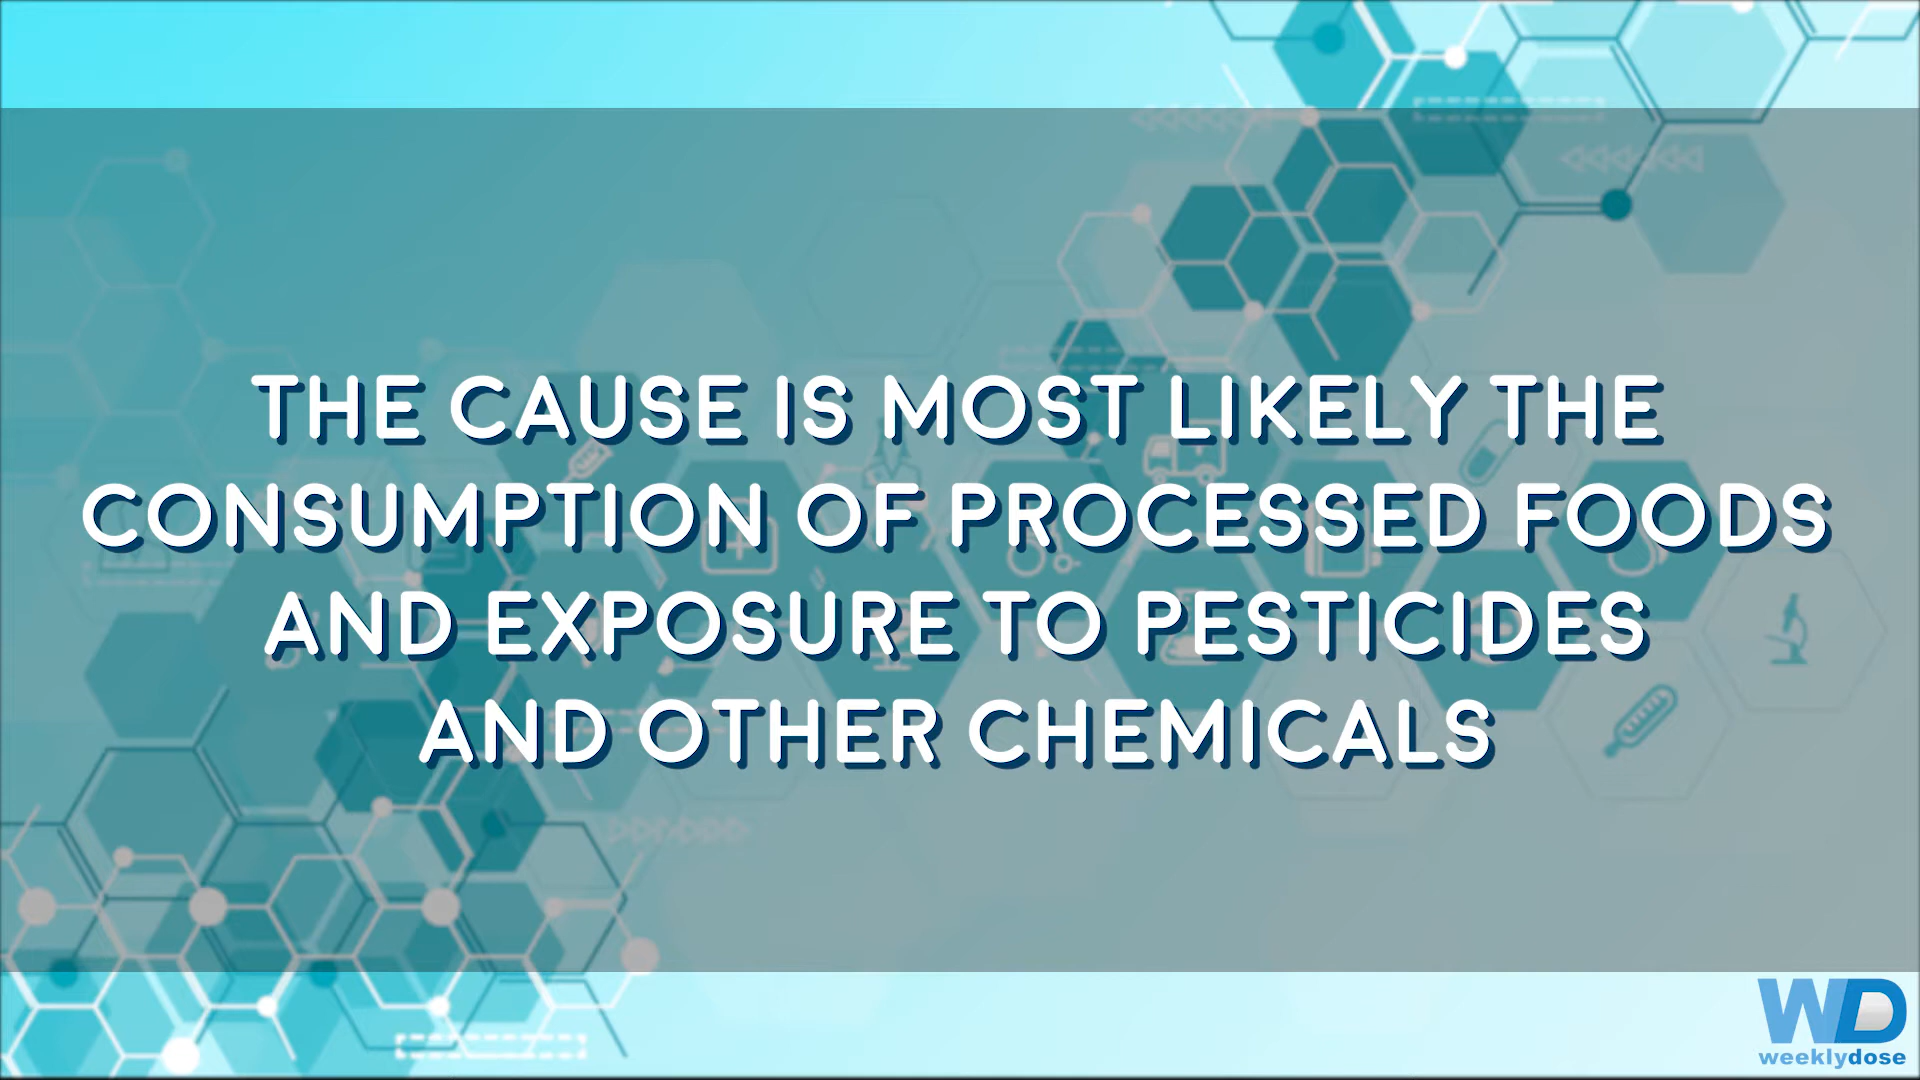 THE CAUSE IS MOST LIKELY THE
CONSUMPTION OF PROCESSED FOODS
AND EXPOSURE TO PESTICIDES
AND OTHER CHEMICALS
WD
weeklydose